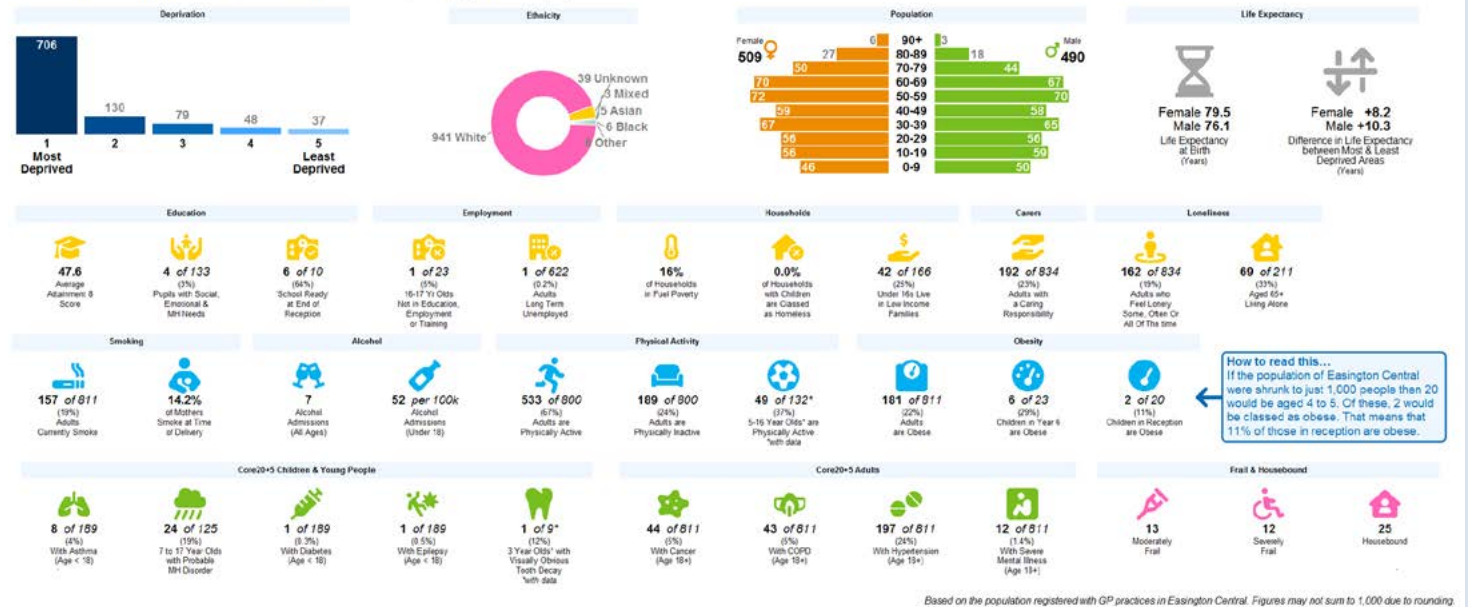 Deprivation
706
130
79
48
37
1
2
3
4
5
Most
Deprived
Least
Deprived
Ethnicity
39 Unknown
3 Mixed
5 Asian
6 Black
Other
941 White
Population
Female
509
Male
490
6 90+ 3
27 80-89 18
50 70-79 44
70 60-69 67
72 50-59 70
59 40-49 58
67 30-39 65
56 20-29 56
56 10-19 59
46 0-9 50
Life Expectancy
Female 79.5
Male 76.1
Life Expectancy
at Birth
(Years)
Female +8.2
Male +10.3
Difference in Life Expectancy
between Most & Least
Deprived Areas
(Years)
Education
47.6
Average
Attainment 8
Score
4 of 133
(3%)
Pupils with Social,
Emotional &
MH Needs
6 of 10
(64%)
'School Ready'
at End of
Reception
Employment
1 of 23
(5%)
16-17 Yr Olds
Not in Education,
Employment
or Training
1 of 622
(0.2%)
Adults
Long Term
Unemployed
Households
16%
of Households
in Fuel Poverty
0.0%
of Households
with Children
are Classed
as Homeless
42 of 166
(25%)
Under 16s Live
in Low Income
Families
Carers
192 of 834
(23%)
Adults with
a Caring
Responsibility
Loneliness
162 of 834
(19%)
Adults who
Feel Lonely
Some, Often Or
All Of The time
69 of 211
(33%)
Aged 65+
Living Alone
Smoking
157 of 811
(19%)
Adults
Currently Smoke
14.2%
of Mothers
Smoke at Time
of Delivery
Alcohol
7
Alcohol
Admissions
(All Ages)
52 per 100k
Alcohol
Admissions
(Under 18)
Physical Activity
533 of 800
(67%)
Adults are
Physically Active
189 of 800
(24%)
Adults are
Physically Inactive
49 of 132*
(37%)
5-16 Year Olds* are
Physically Active
*with data
Obesity
181 of 811
(22%)
Adults
are Obese
6 of 23
(29%)
Children in Year 6
are Obese
2 of 20
(11%)
Children in Reception
are Obese
How to read this...
If the population of Easington Central
were shrunk to just 1,000 people then 20
would be aged 4 to 5. Of these, 2 would
be classed as obese. That means that
11% of those in reception are obese.
Core20+5 Children & Young People
8 of 189
(4%)
With Asthma
(Age < 18)
24 of 125
(19%)
7 to 17 Year Olds
with Probable
MH Disorder
1 of 189
(0.3%)
With Diabetes
(Age < 18)
1 of 189
(0.5%)
With Epilepsy
(Age < 18)
1 of 9*
(12%)
3 Year Olds* with
Visually Obvious
Tooth Decay
*with data
Core20+5 Adults
44 of 811
(5%)
With Cancer
(Age 18+)
43 of 811
(5%)
With COPD
(Age 18+)
197 of 811
(24%)
With Hypertension
(Age 18+)
12 of 811
(1.4%)
With Severe
Mental Illness
(Age 18+)
Frail & Housebound
13
Moderately
Frail
12
Severely
Frail
25
Housebound
Based on the population registered with GP practices in Easington Central. Figures may not sum to 1,000 due to rounding.